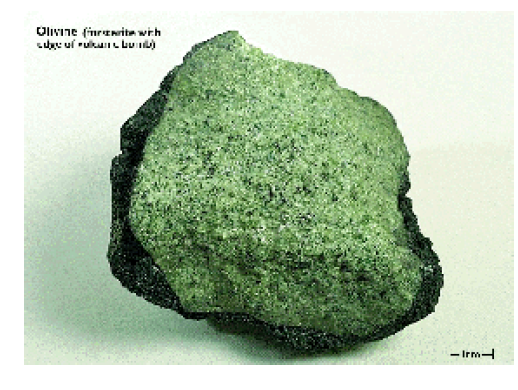 Olivine (forsterite with
edge of volcanic bomb)